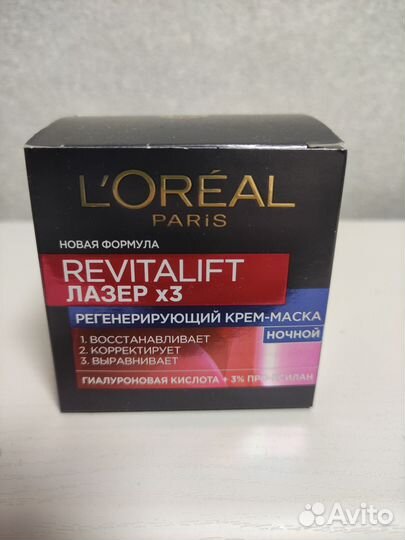 L'ORÉAL
PARiS
НОВАЯ ФОРМУЛА
REVITALIFT
ЛАЗЕР х3
РЕГЕНЕРИРУЮЩИЙ КРЕМ-МАСКА
НОЧНОЙ
1. ВОССТАНАВЛИВАЕТ
2. КОРРЕКТИРУЕТ
3. ВЫРАВНИВАЕТ
ГИАЛУРОНОВАЯ КИСЛОТА + 3% ПРО-КСИЛАН
Avito